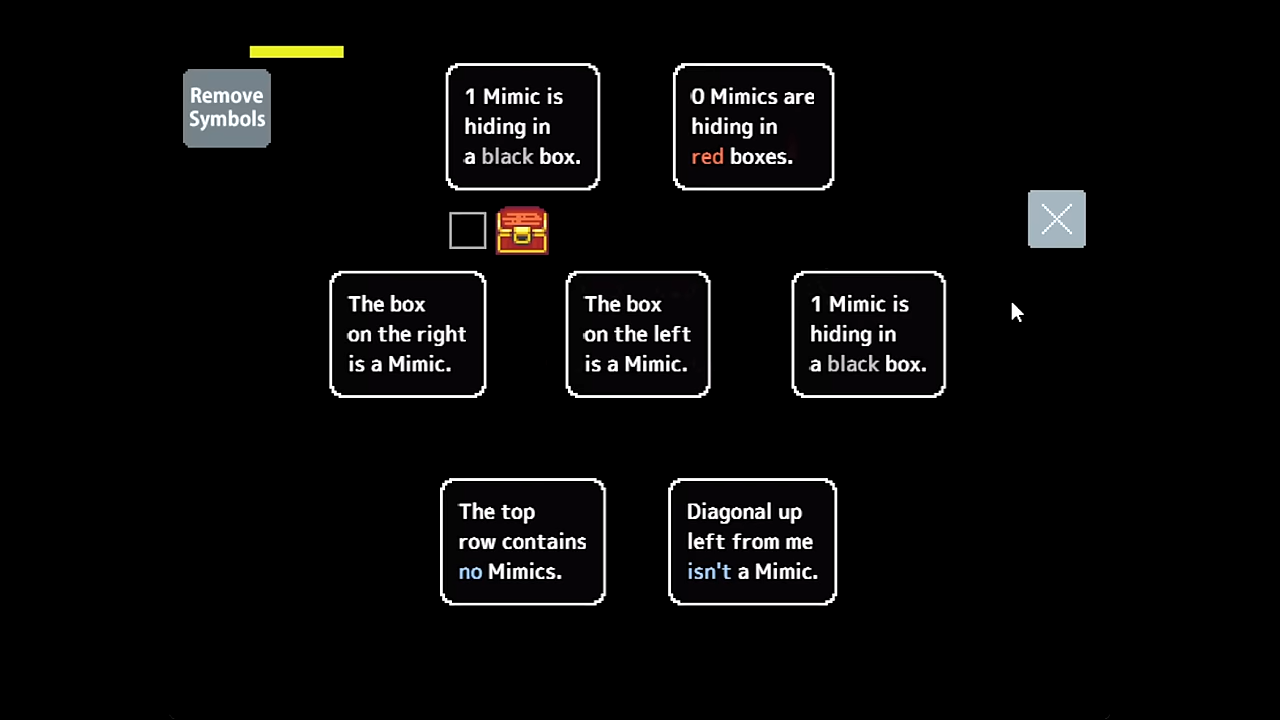 Remove
Symbols
1 Mimic is
hiding in
a black box.
0 Mimics are
hiding in
red boxes.
The box
on the right
is a Mimic.
The box
on the left
is a Mimic.
1 Mimic is
hiding in
a black box.
The top
row contains
no Mimics.
Diagonal up
left from me
isn't a Mimic.